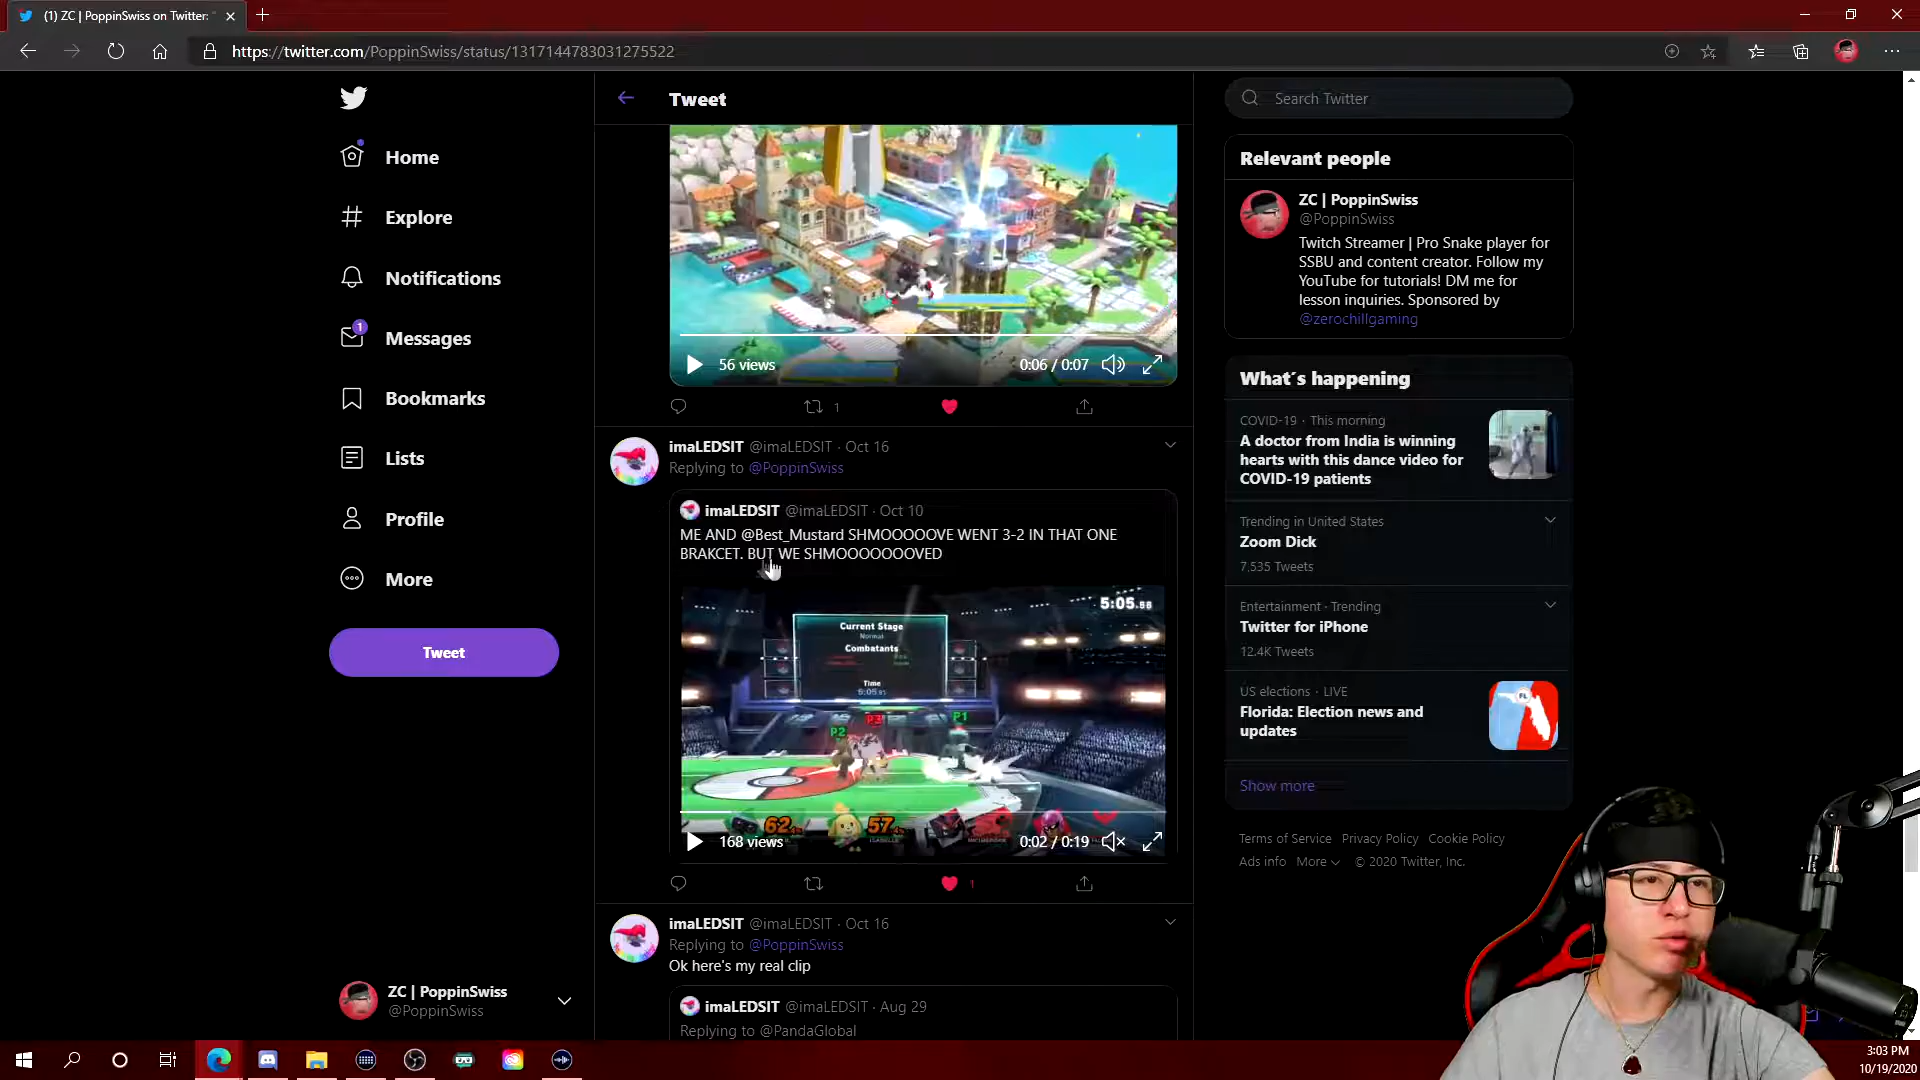 (1) ZC | PoppinSwiss on Twitter: "
https://twitter.com/PoppinSwiss/status/1317144783031275522
Home
Explore
Notifications
1
Messages
Bookmarks
Lists
Profile
More
Tweet
ZC | PoppinSwiss
@PoppinSwiss
Tweet
56 views
0:06 / 0:07
1
imaLEDSIT @imaLEDSIT · Oct 16
Replying to @PoppinSwiss
imaLEDSIT @imaLEDSIT · Oct 10
ME AND @Best_Mustard SHMOOOOOVE WENT 3-2 IN THAT ONE
BRAKCET. BUT WE SHMOOOOOOOVED
5:05.98
Current Stage
Normal
Combatants
Time
P2
P3
P1
62
57
168 views
0:02 / 0:19
1
imaLEDSIT @imaLEDSIT · Oct 16
Replying to @PoppinSwiss
Ok here's my real clip
imaLEDSIT @imaLEDSIT · Aug 29
Replying to @PandaGlobal
Search Twitter
Relevant people
ZC | PoppinSwiss
@PoppinSwiss
Twitch Streamer | Pro Snake player for
SSBU and content creator. Follow my
YouTube for tutorials! DM me for
lesson inquiries. Sponsored by
@zerochillgaming
What's happening
COVID-19 · This morning
A doctor from India is winning
hearts with this dance video for
COVID-19 patients
Trending in United States
Zoom Dick
7,535 Tweets
Entertainment · Trending
Twitter for iPhone
12.4K Tweets
US elections · LIVE
Florida: Election news and
updates
FL
Show more
Terms of Service Privacy Policy Cookie Policy
Ads info More © 2020 Twitter, Inc.
3:03 PM
10/19/2020